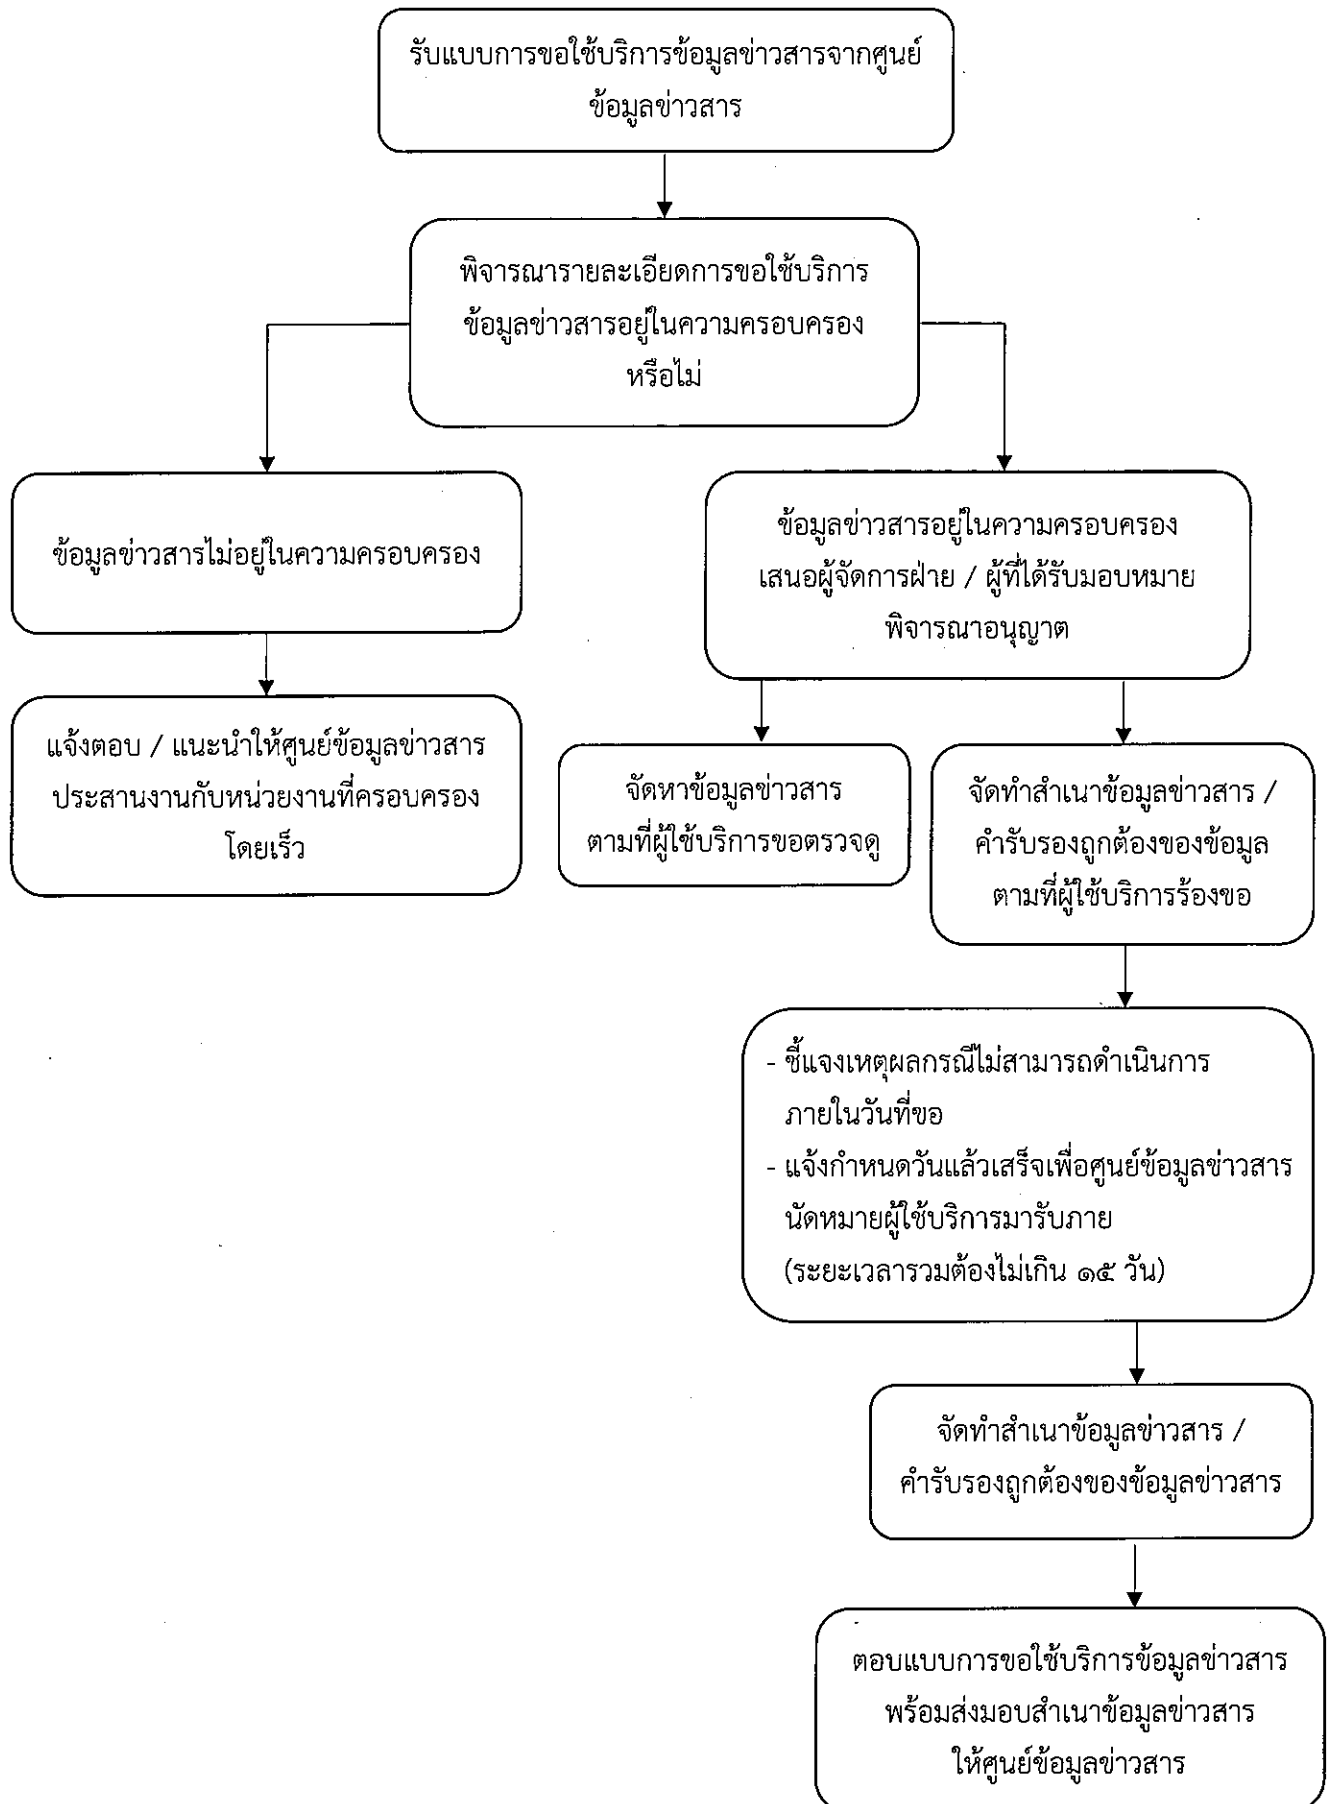 รับแบบการขอใช้บริการข้อมูลข่าวสารจากศูนย์
ข้อมูลข่าวสาร
พิจารณารายละเอียดการขอใช้บริการ
ข้อมูลข่าวสารอยู่ในความครอบครอง
หรือไม่
ข้อมูลข่าวสารไม่อยู่ในความครอบครอง
แจ้งตอบ / แนะนำให้ศูนย์ข้อมูลข่าวสาร
ประสานงานกับหน่วยงานที่ครอบครอง
โดยเร็ว
ข้อมูลข่าวสารอยู่ในความครอบครอง
เสนอผู้จัดการฝ่าย / ผู้ที่ได้รับมอบหมาย
พิจารณาอนุญาต
จัดหาข้อมูลข่าวสาร
ตามที่ผู้ใช้บริการขอตรวจดู
จัดทำสำเนาข้อมูลข่าวสาร /
คำรับรองถูกต้องของข้อมูล
ตามที่ผู้ใช้บริการร้องขอ
- ชี้แจงเหตุผลกรณีไม่สามารถดำเนินการ
ภายในวันที่ขอ
- แจ้งกำหนดวันแล้วเสร็จเพื่อศูนย์ข้อมูลข่าวสาร
นัดหมายผู้ใช้บริการมารับภาย
(ระยะเวลารวมต้องไม่เกิน ๑๕ วัน)
จัดทำสำเนาข้อมูลข่าวสาร /
คำรับรองถูกต้องของข้อมูลข่าวสาร
ตอบแบบการขอใช้บริการข้อมูลข่าวสาร
พร้อมส่งมอบสำเนาข้อมูลข่าวสาร
ให้ศูนย์ข้อมูลข่าวสาร